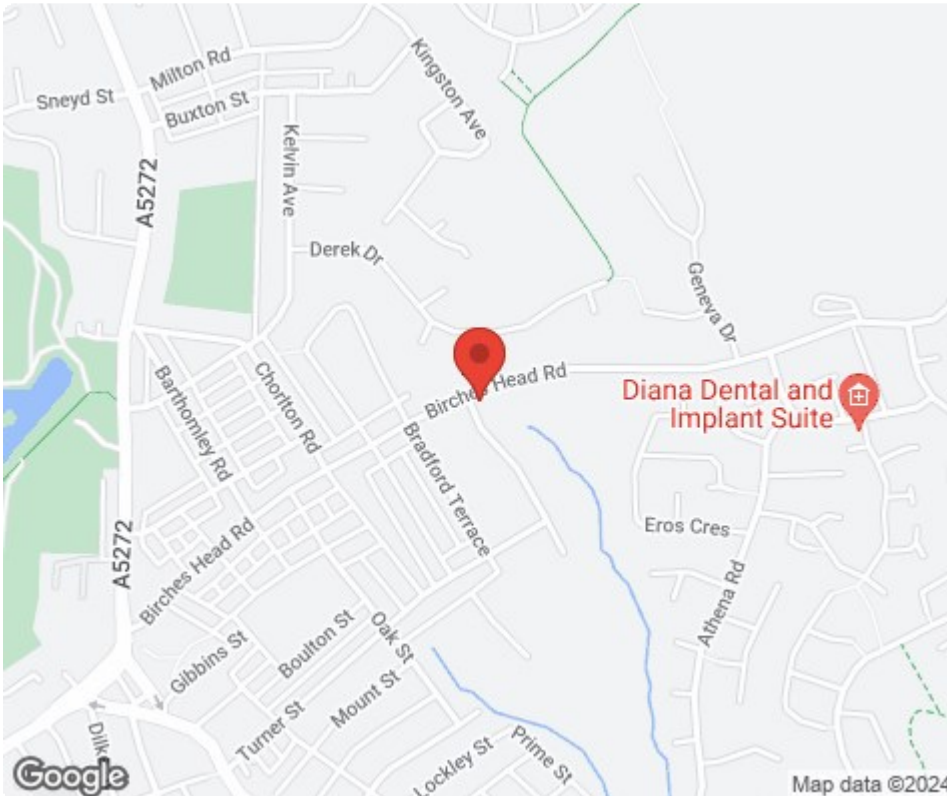 Milton Rd
Kingston Ave
Sneyd St
Buxton St
Kelvin Ave
A5272
Derek Dr
Geneva Dr
Birches Head Rd
Diana Dental and
Implant Suite
Chorlton Rd
Barthomley Rd
Bradford Terrace
Eros Cres
A5272
Birches Head Rd
Athena Rd
Gibbins St
Boulton St
Oak St
Mount St
Turner St
Prime St
Lockley St
Dilk
Google
Map data ©2024